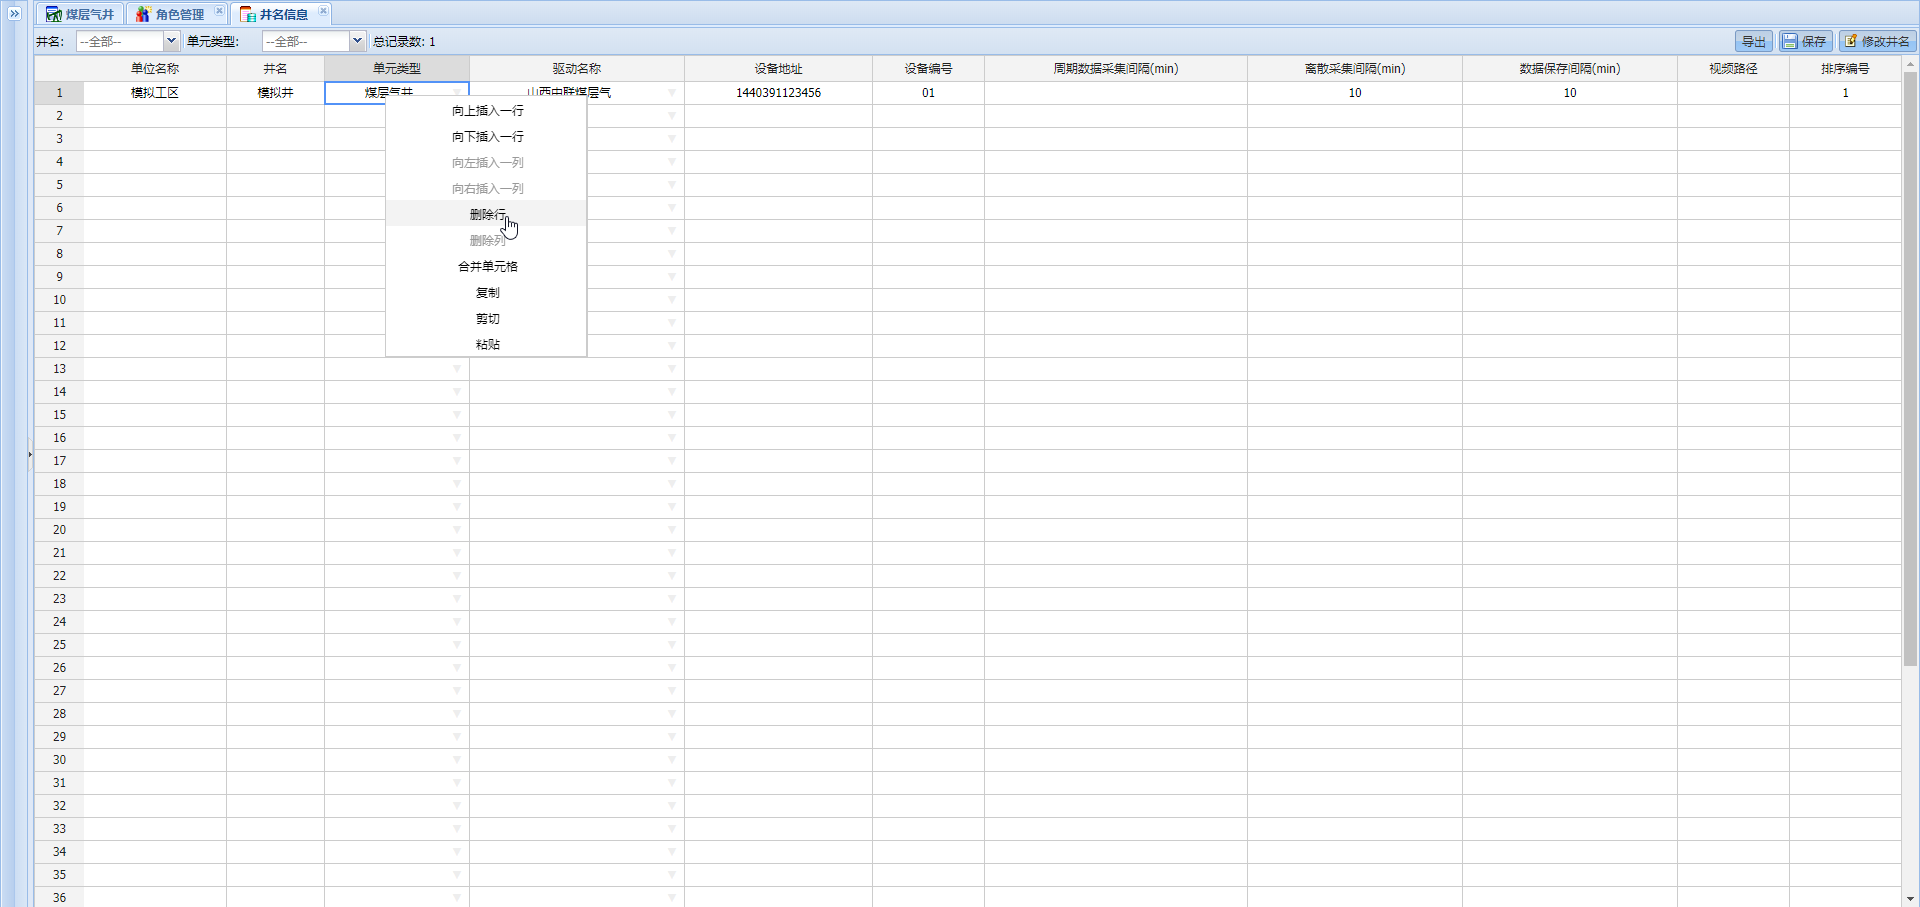 煤层气井 角色管理 井名信息
井名: --全部-- 单元类型: --全部-- 总记录数: 1 导出 保存 修改井名
单位名称 井名 单元类型 驱动名称 设备地址 设备编号 周期数据采集间隔(min) 离散采集间隔(min) 数据保存间隔(min) 视频路径 排序编号
1 模拟工区 模拟井 煤层气井 山西中联煤层气 1440391123456 01 10 10 1
向上插入一行
向下插入一行
向左插入一列
向右插入一列
删除行
删除列
合并单元格
复制
剪切
粘贴
2
3
4
5
6
7
8
9
10
11
12
13
14
15
16
17
18
19
20
21
22
23
24
25
26
27
28
29
30
31
32
33
34
35
36